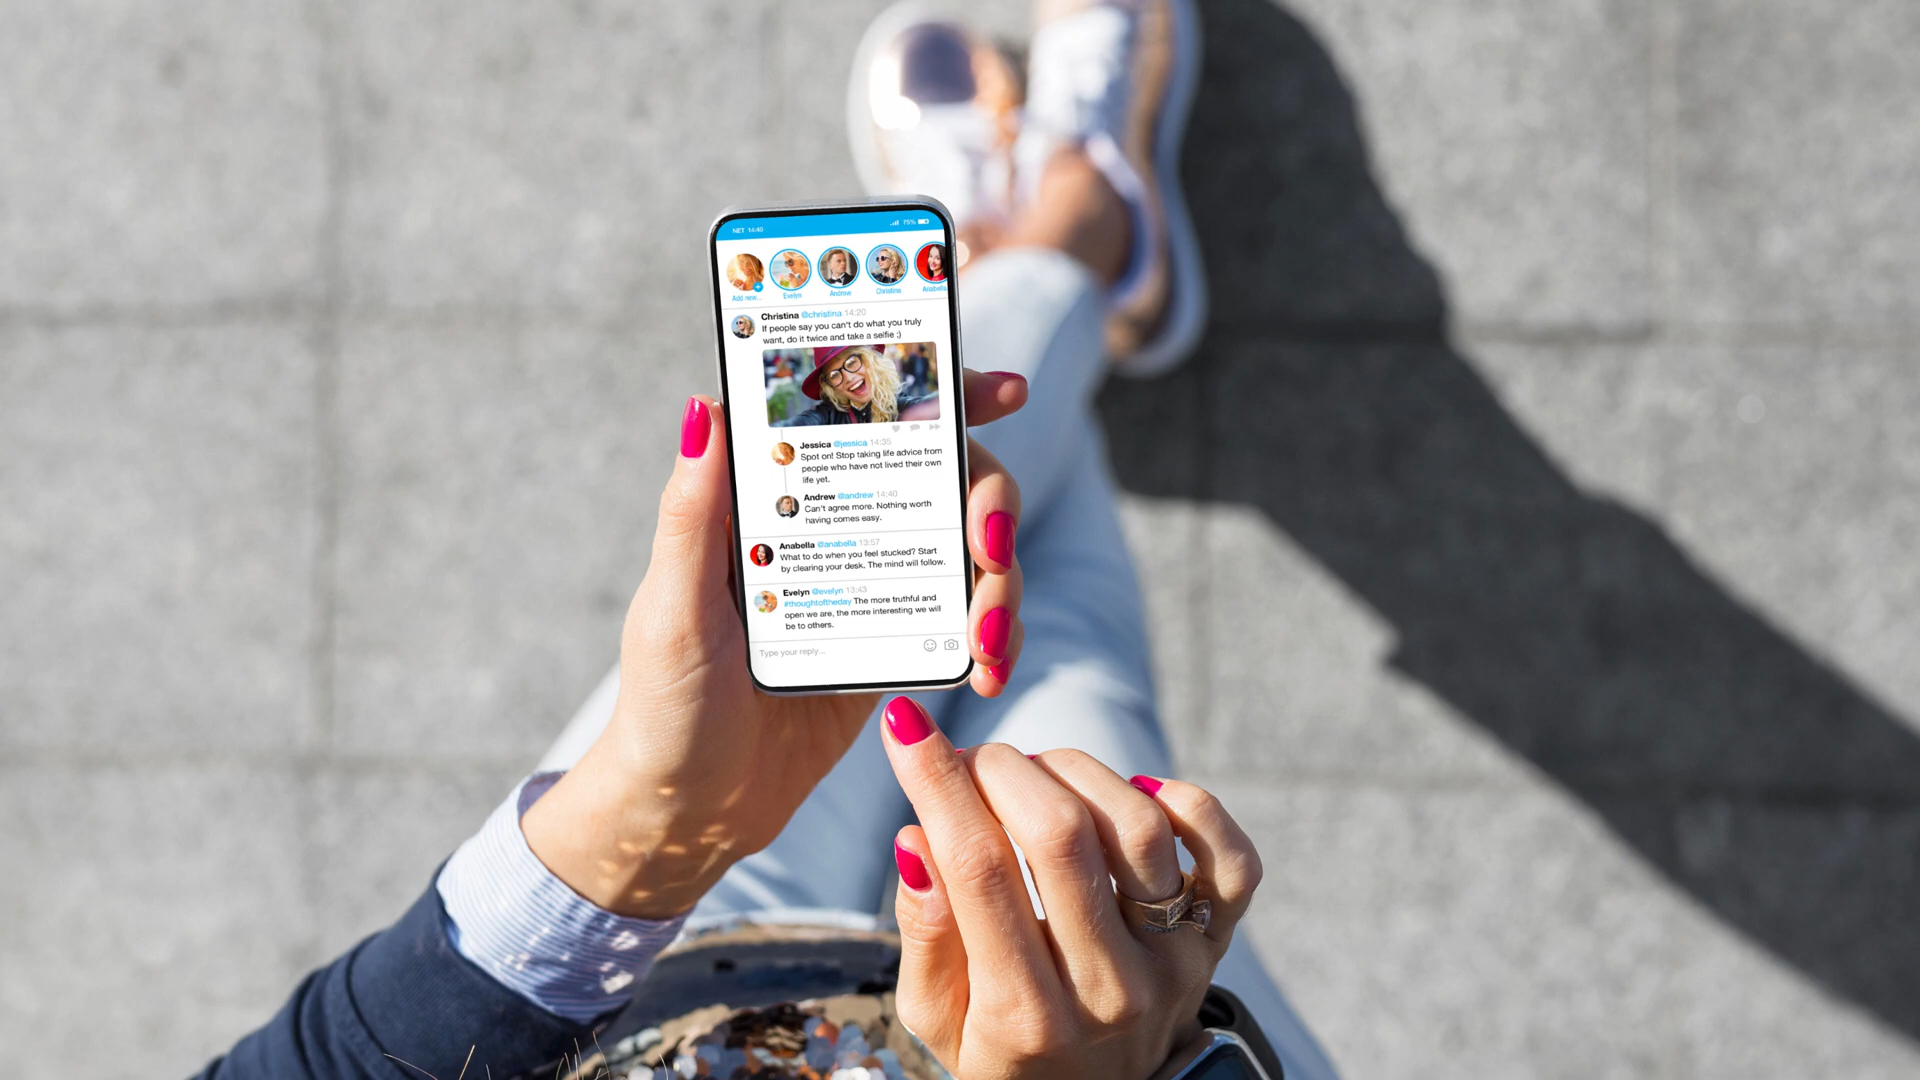 NET 14:40
75%
Add new...
Evelyn
Andrew
Christina
Anabella
Christina @christina 14:20
If people say you can't do what you truly
want, do it twice and take a selfie ;)
Jessica @jessica 14:35
Spot on! Stop taking life advice from
people who have not lived their own
life yet.
Andrew @andrew 14:40
Can't agree more. Nothing worth
having comes easy.
Anabella @anabella 13:57
What to do when you feel stucked? Start
by clearing your desk. The mind will follow.
Evelyn @evelyn 13:43
#thoughtoftheday The more truthful and
open we are, the more interesting we will
be to others.
Type your reply...